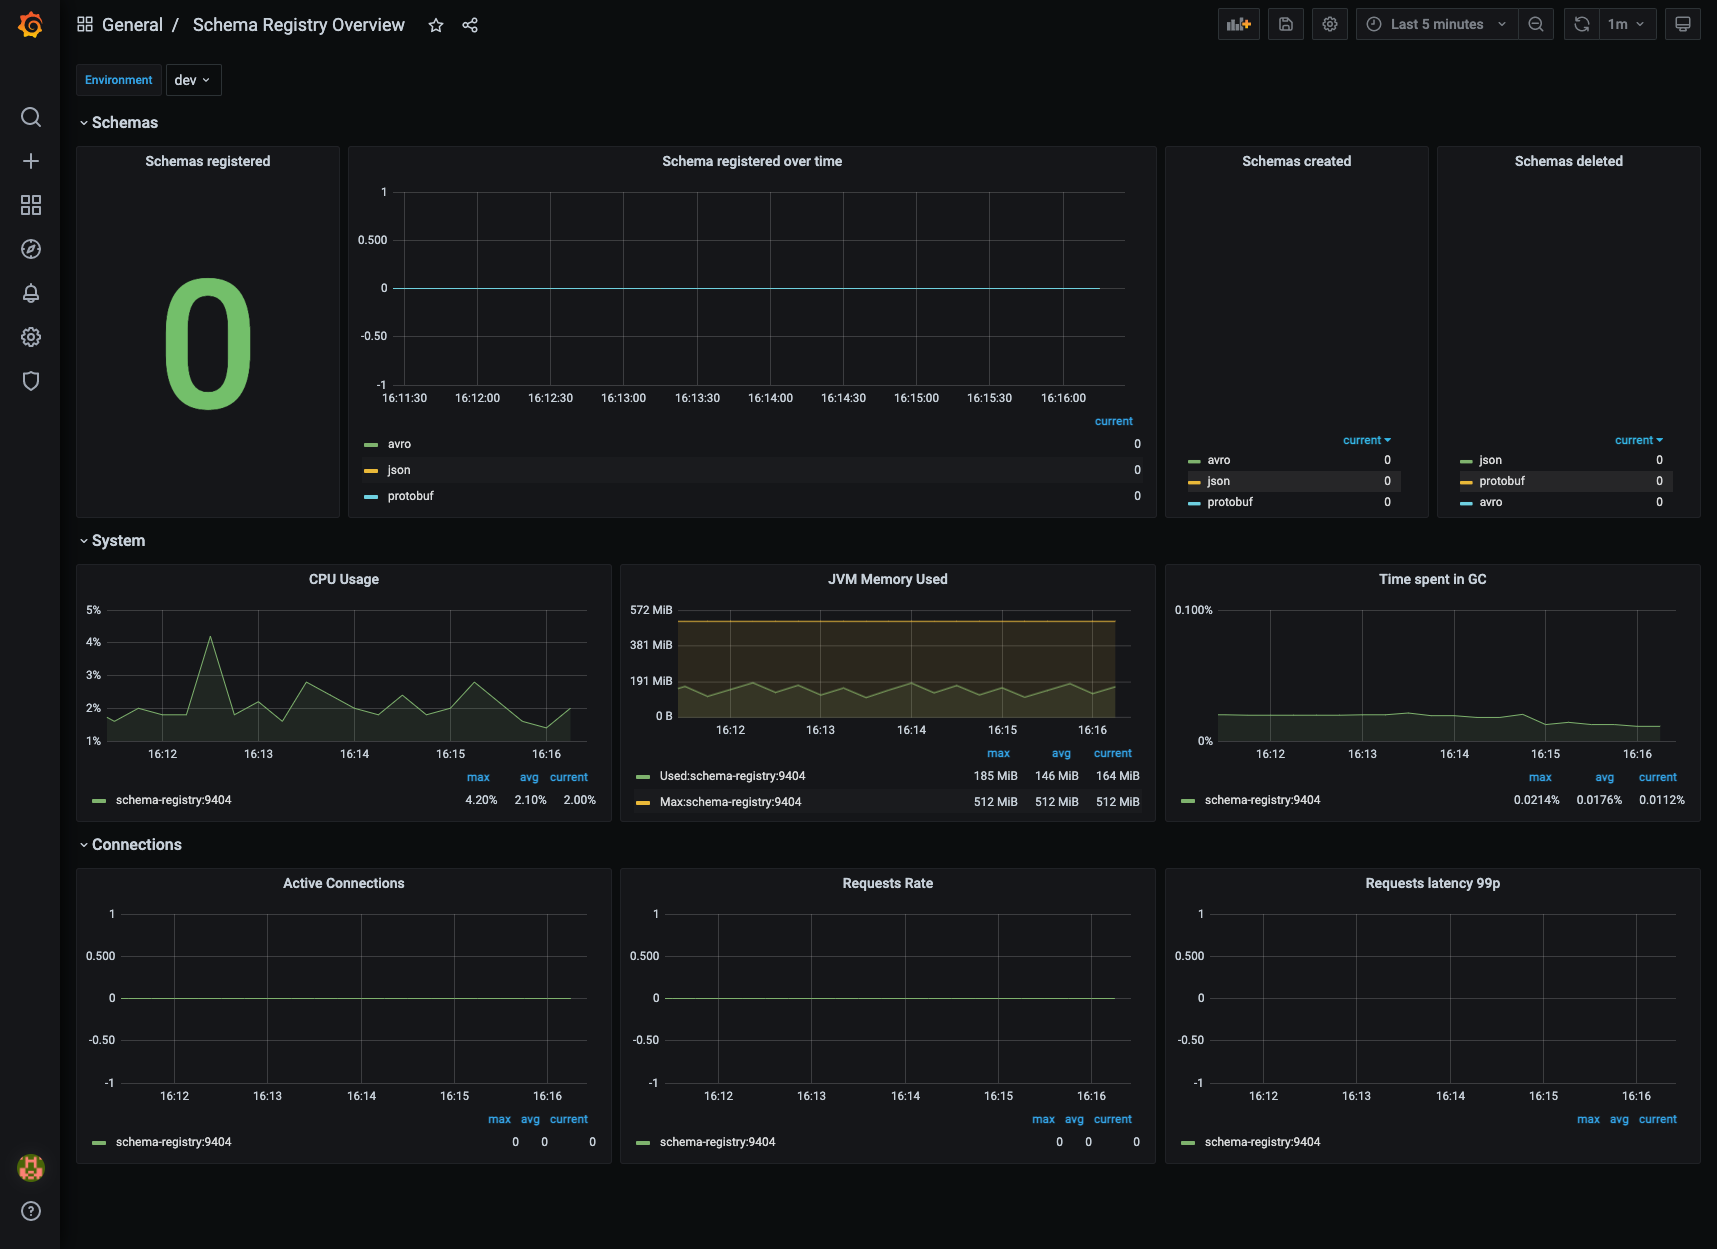 General / Schema Registry Overview
Last 5 minutes
1m
Environment
dev
Schemas
Schemas registered
0
Schema registered over time
1
0.500
0
-0.50
-1
16:11:30 16:12:00 16:12:30 16:13:00 16:13:30 16:14:00 16:14:30 16:15:00 16:15:30 16:16:00
current
avro 0
json 0
protobuf 0
Schemas created
current
avro 0
json 0
protobuf 0
Schemas deleted
current
json 0
protobuf 0
avro 0
System
CPU Usage
5%
4%
3%
2%
1%
16:12 16:13 16:14 16:15 16:16
max avg current
schema-registry:9404 4.20% 2.10% 2.00%
JVM Memory Used
572 MiB
381 MiB
191 MiB
0 B
16:12 16:13 16:14 16:15 16:16
max avg current
Used:schema-registry:9404 185 MiB 146 MiB 164 MiB
Max:schema-registry:9404 512 MiB 512 MiB 512 MiB
Time spent in GC
0.100%
0%
16:12 16:13 16:14 16:15 16:16
max avg current
schema-registry:9404 0.0214% 0.0176% 0.0112%
Connections
Active Connections
1
0.500
0
-0.50
-1
16:12 16:13 16:14 16:15 16:16
max avg current
schema-registry:9404 0 0 0
Requests Rate
1
0.500
0
-0.50
-1
16:12 16:13 16:14 16:15 16:16
max avg current
schema-registry:9404 0 0 0
Requests latency 99p
1
0.500
0
-0.50
-1
16:12 16:13 16:14 16:15 16:16
max avg current
schema-registry:9404